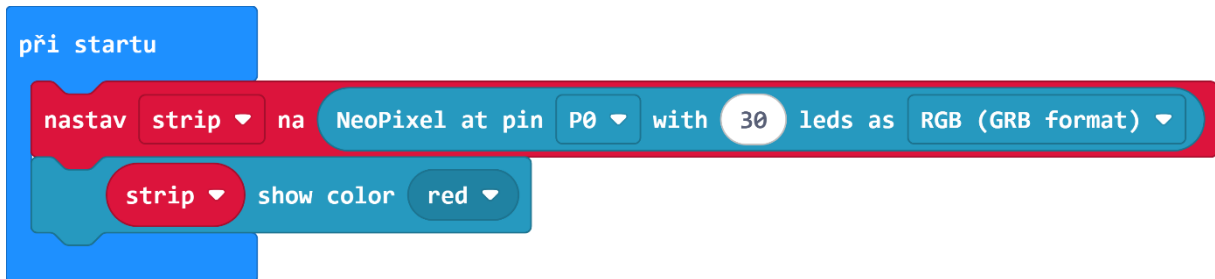 při startu
nastav strip na NeoPixel at pin P0 with 30 leds as RGB (GRB format)
strip show color red